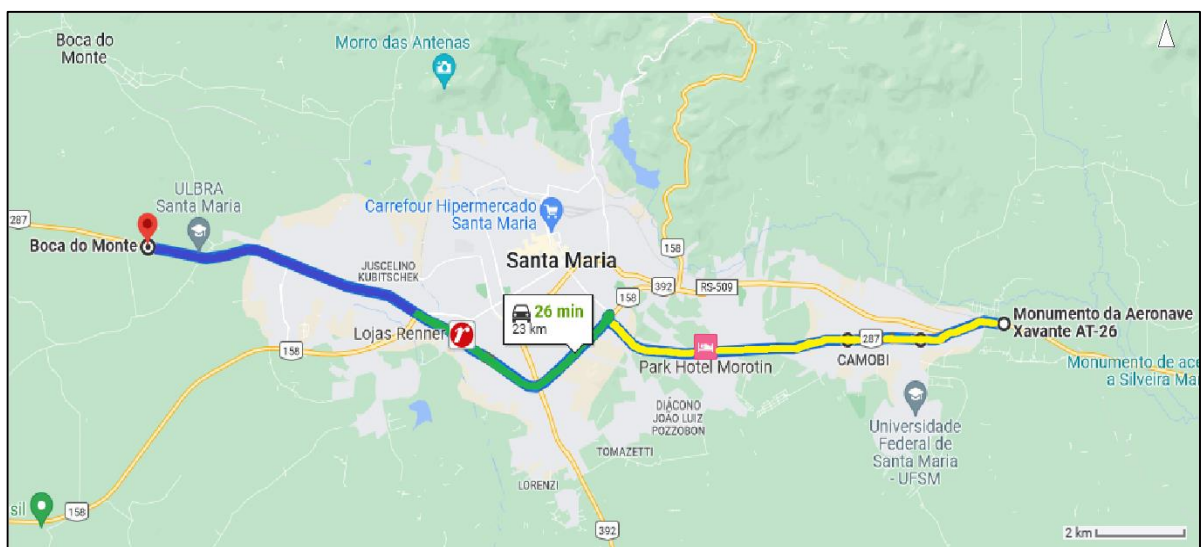 Boca do
Monte
Morro das Antenas
ULBRA
Santa Maria
287
Boca do Monte
Carrefour Hipermercado
Santa Maria
JUSCELINO
KUBITSCHEK
Santa Maria
158
392
RS-509
158
26 min
23 km
Lojas Renner
r
158
Monumento da Aeronave
Xavante AT-26
287
Park Hotel Morotin
CAMOBI
Monumento de ace
a Silveira Mar
DIÁCONO
JOÃO LUIZ
POZZOBON
Universidade
Federal de
Santa Maria
- UFSM
TOMAZETTI
LORENZI
sil
158
392
2 km